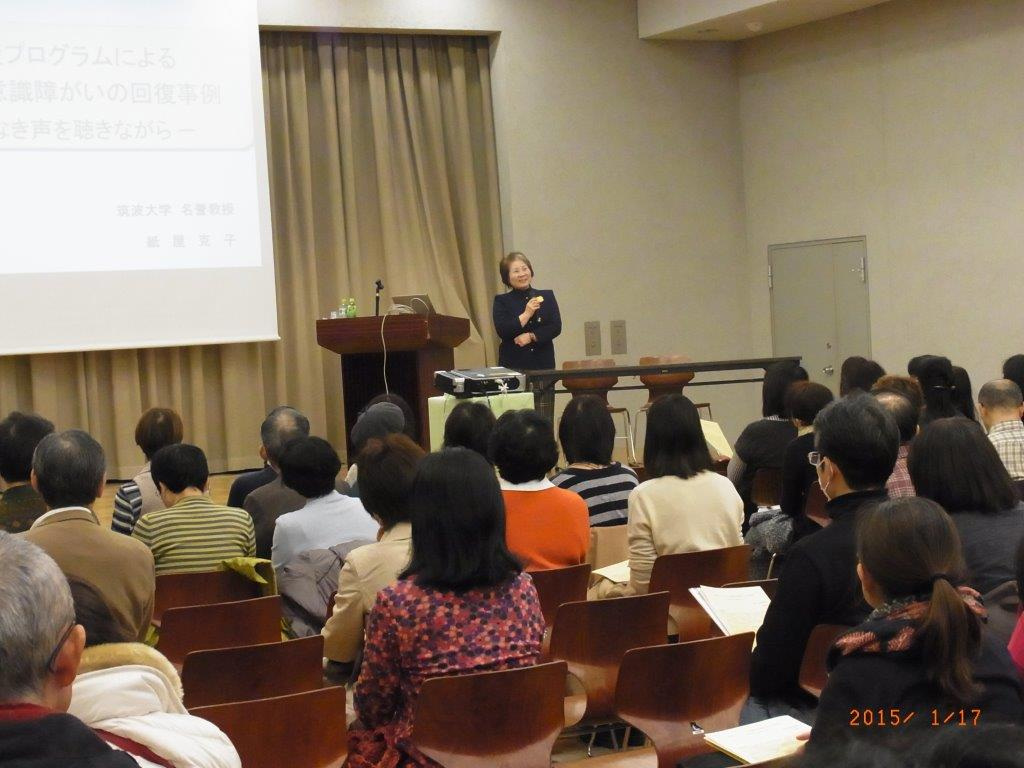 プログラムによる
意識障がいの回復事例
なき声を聴きながらー
筑波大学 名誉教授
紙 屋 克 子
2015/ 1/17